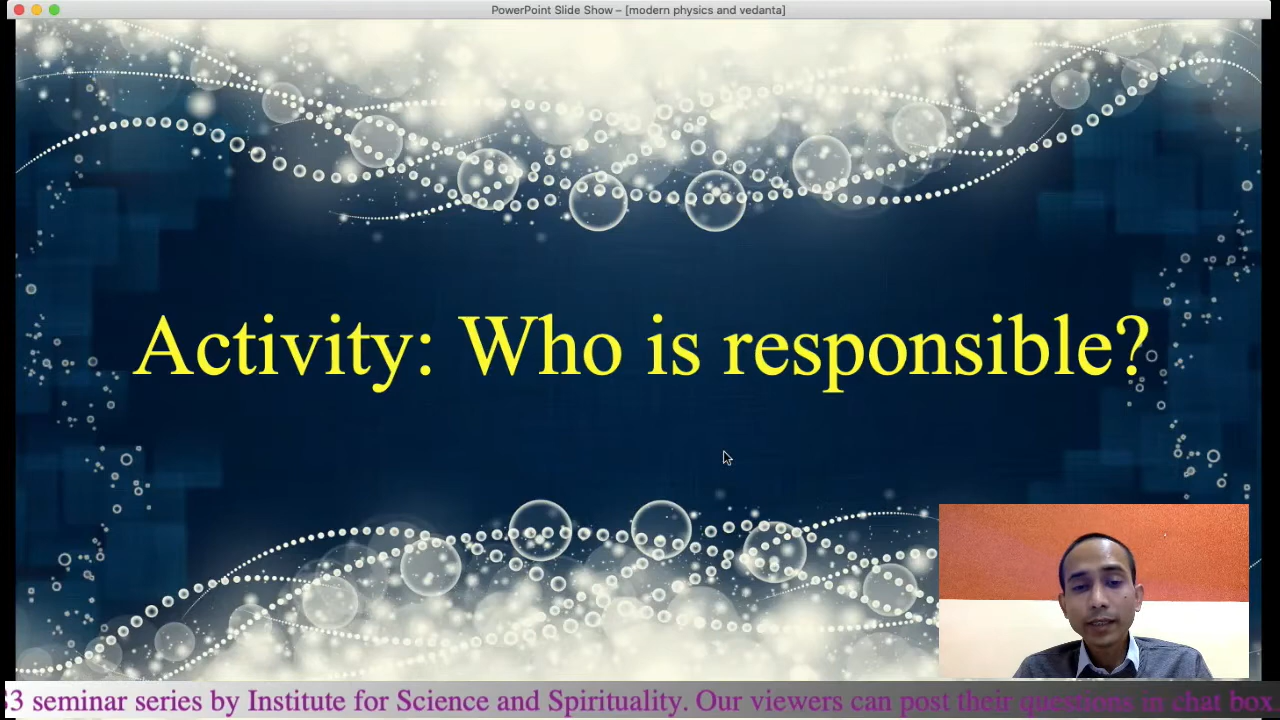 PowerPoint Slide Show – [modern physics and vedanta]
Activity: Who is responsible?
3 seminar series by Institute for Science and Spirituality. Our viewers can post their questions in chat box.